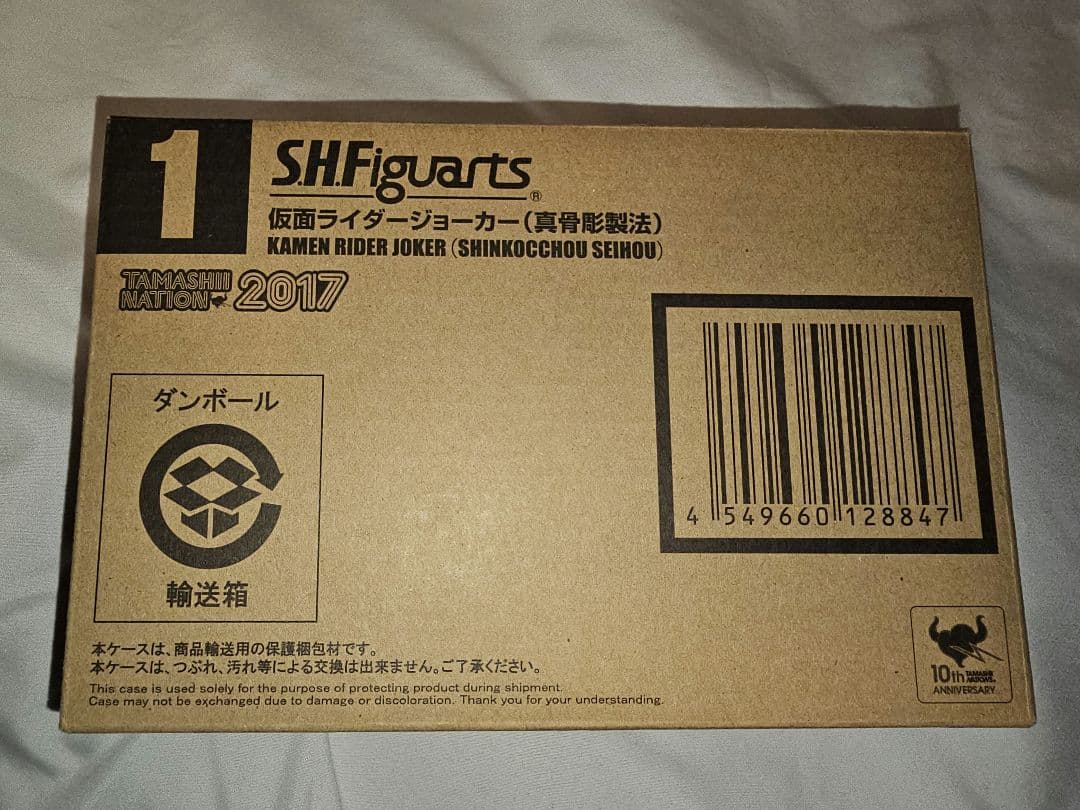 1
S.H.Figuarts
®
仮面ライダージョーカー(真骨彫製法)
KAMEN RIDER JOKER (SHINKOCCHOU SEIHOU)
TAMASHII
NATION 2017
ダンボール
輸送箱
4 549660 128847
本ケースは、商品輸送用の保護梱包材です。
本ケースは、つぶれ、汚れ等による交換は出来ません。ご了承ください。
This case is used solely for the purpose of protecting product during shipment.
Case may not be exchanged due to damage or discoloration. Thank you for your understanding.
10th TAMASHII NATIONS
ANNIVERSARY